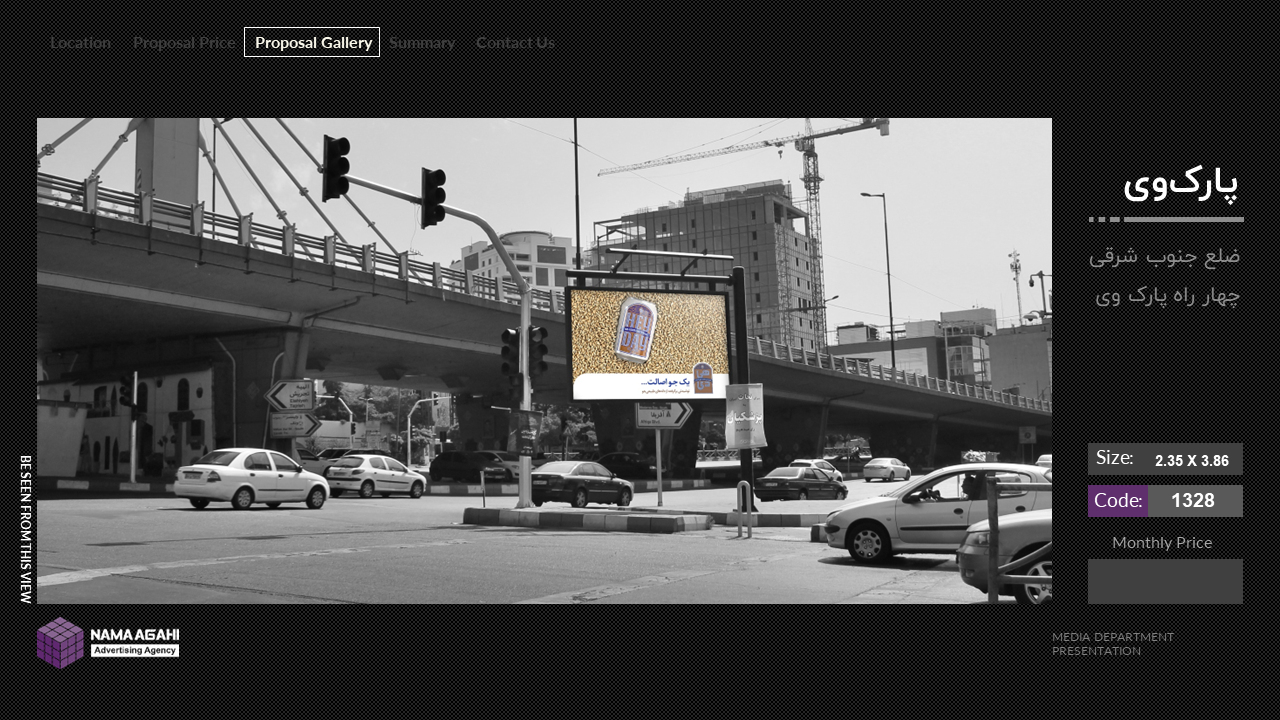 Location
Proposal Price
Proposal Gallery
Summary
Contact Us
پارک‌وی
ضلع جنوب شرقی
چهار راه پارک وی
یک جو اصالت...
آفریقا
BE SEEN FROM THIS VIEW
Size:
2.35 X 3.86
Code:
1328
Monthly Price
NAMA AGAHI
Advertising Agency
MEDIA DEPARTMENT
PRESENTATION